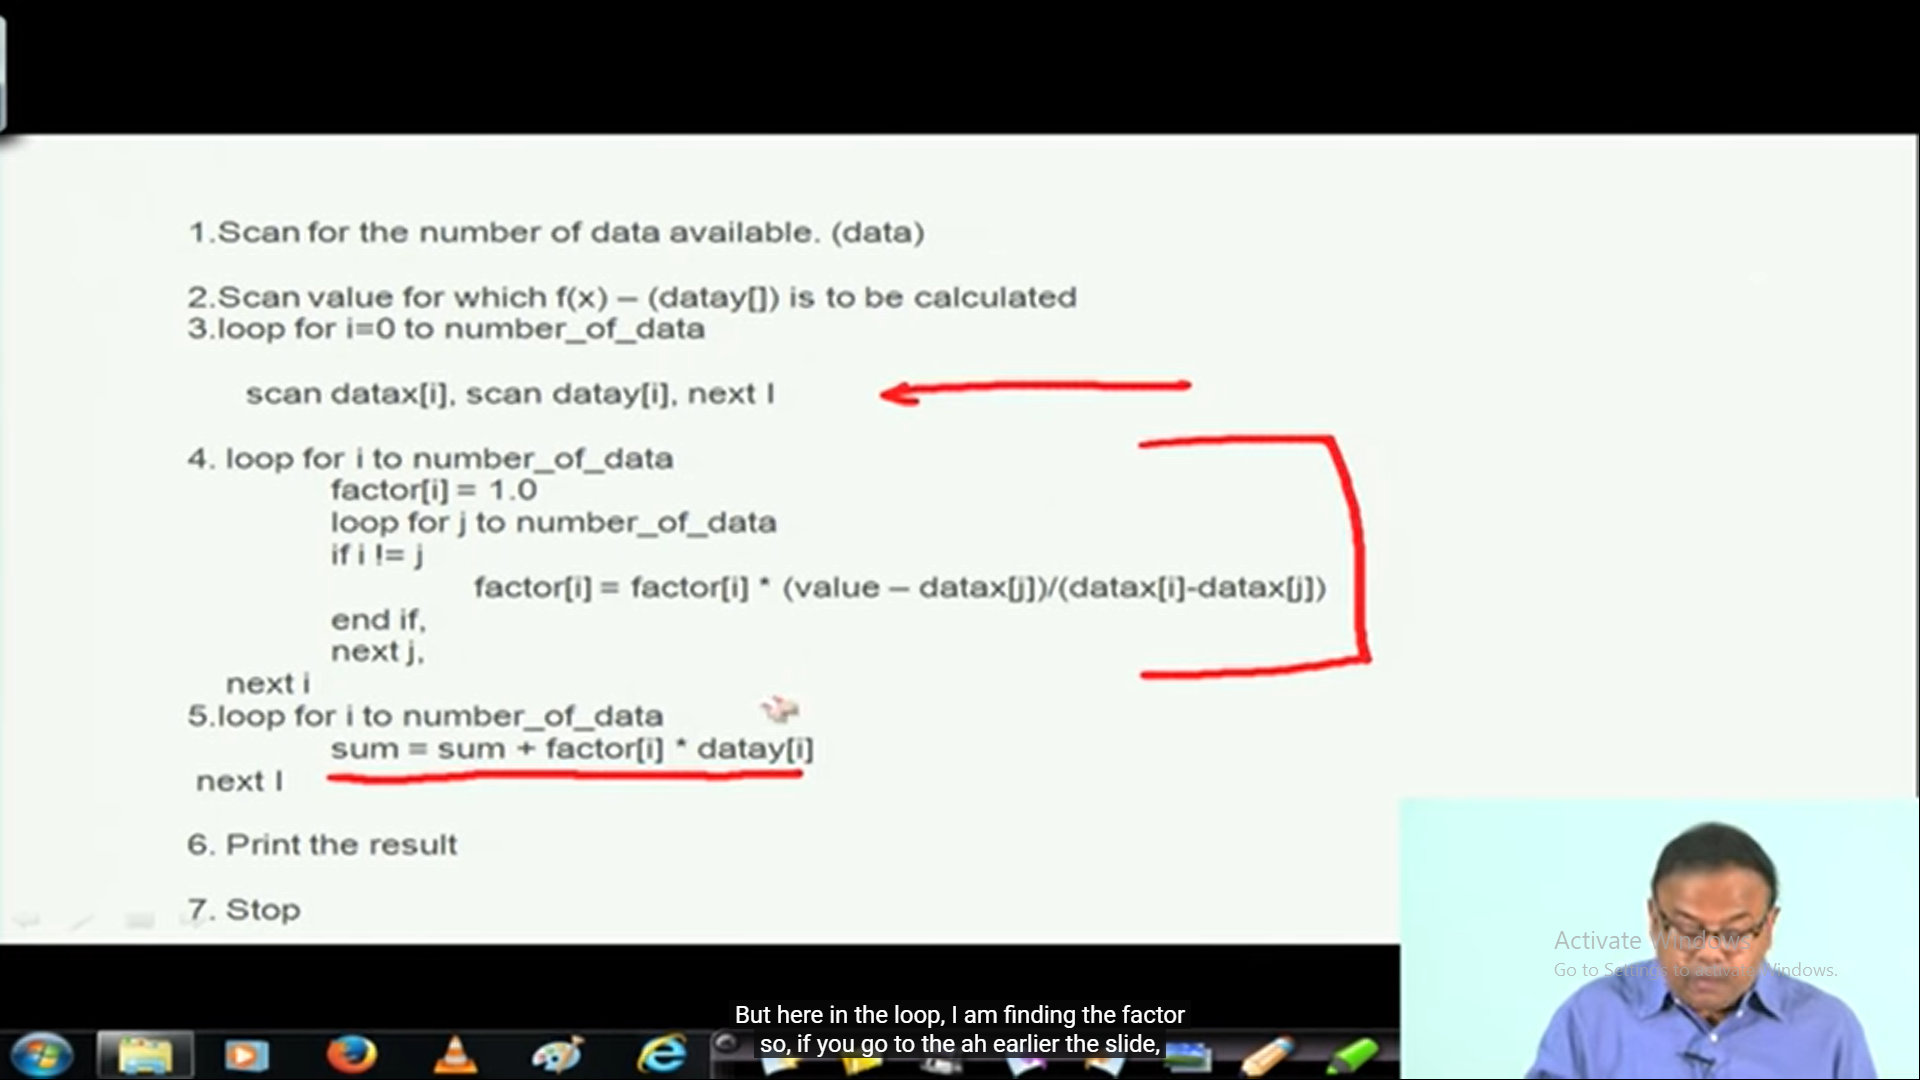 1.Scan for the number of data available. (data)
2.Scan value for which f(x) – (datay[]) is to be calculated
3.loop for i=0 to number_of_data
scan datax[i], scan datay[i], next I
4. loop for i to number_of_data
factor[i] = 1.0
loop for j to number_of_data
if i != j
factor[i] = factor[i] * (value – datax[j])/(datax[i]-datax[j])
end if,
next j,
next i
5.loop for i to number_of_data
sum = sum + factor[i] * datay[i]
next I
6. Print the result
7. Stop
Activate Windows
Go to Settings to activate Windows.
But here in the loop, I am finding the factor
so, if you go to the ah earlier the slide,